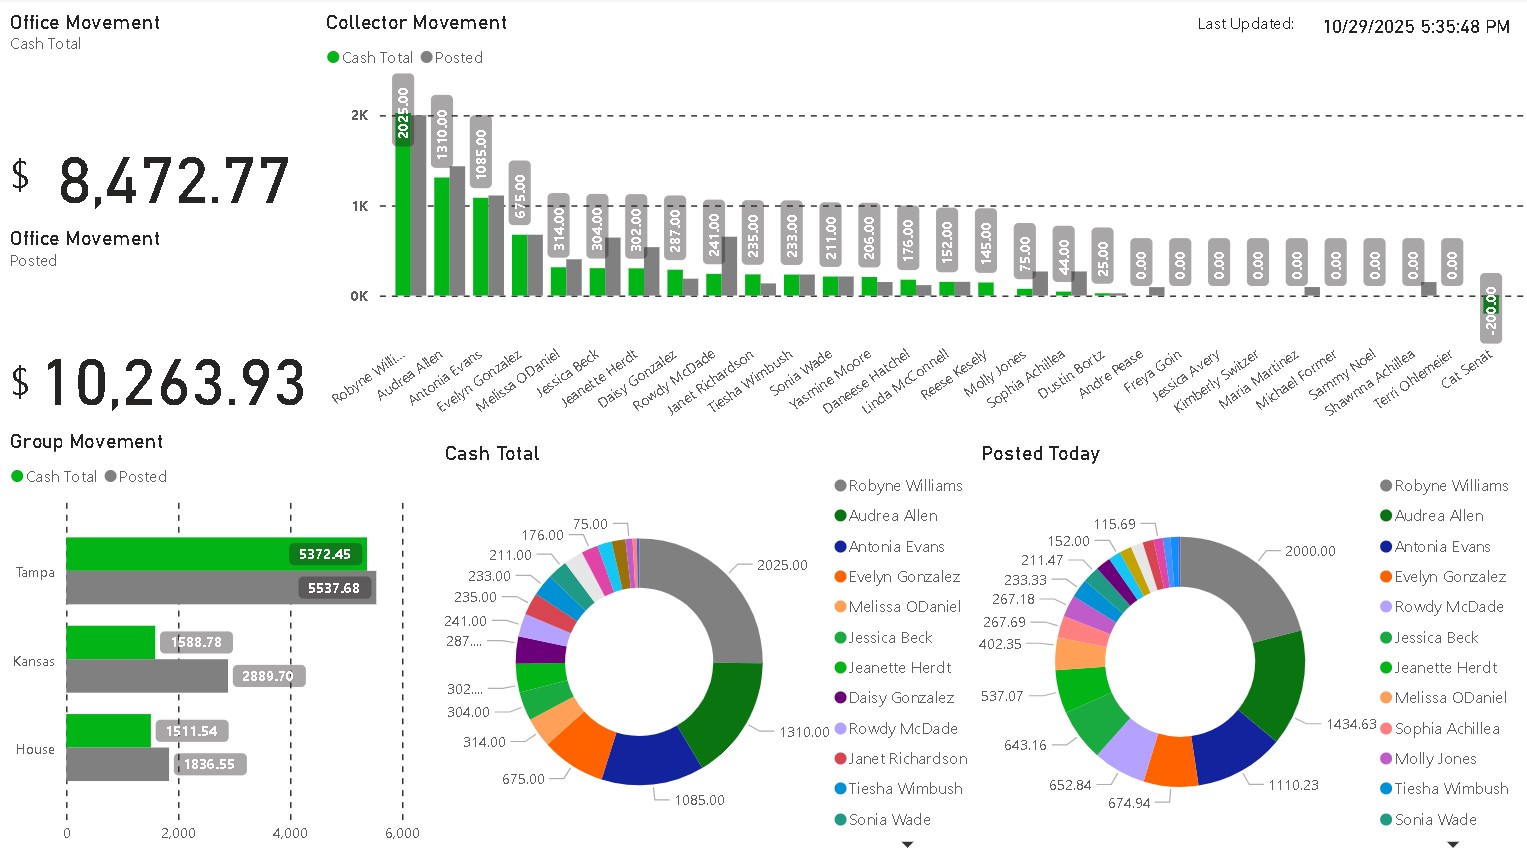 Office Movement
Cash Total
$ 8,472.77
Office Movement
Posted
$ 10,263.93
Collector Movement
Cash Total Posted
Last Updated: 10/29/2025 5:35:48 PM
2K
1K
0K
2025.00
1310.00
1085.00
675.00
314.00
304.00
302.00
287.00
241.00
235.00
233.00
211.00
206.00
176.00
152.00
145.00
75.00
44.00
25.00
0.00
0.00
0.00
0.00
0.00
0.00
0.00
0.00
0.00
-200.00
Robyne Willi...
Audrea Allen
Antonia Evans
Evelyn Gonzalez
Melissa ODaniel
Jessica Beck
Jeanette Herdt
Daisy Gonzalez
Rowdy McDade
Janet Richardson
Tiesha Wimbush
Sonia Wade
Yasmine Moore
Daneese Hatchel
Linda McConnell
Reese Kesely
Molly Jones
Sophia Achillea
Dustin Bortz
Andre Pease
Freya Goin
Jessica Avery
Kimberly Switzer
Maria Martinez
Michael Former
Sammy Noel
Shawnna Achillea
Terri Ohlemeier
Cat Senat
Group Movement
Cash Total Posted
Tampa
5372.45
5537.68
Kansas
1588.78
2889.70
House
1511.54
1836.55
0 2,000 4,000 6,000
Cash Total
2025.00
1310.00
1085.00
675.00
314.00
304.00
302....
287....
241.00
235.00
233.00
211.00
176.00
75.00
Robyne Williams
Audrea Allen
Antonia Evans
Evelyn Gonzalez
Melissa ODaniel
Jessica Beck
Jeanette Herdt
Daisy Gonzalez
Rowdy McDade
Janet Richardson
Tiesha Wimbush
Sonia Wade
Posted Today
2000.00
1434.63
1110.23
674.94
652.84
643.16
537.07
402.35
267.69
267.18
233.33
211.47
152.00
115.69
Robyne Williams
Audrea Allen
Antonia Evans
Evelyn Gonzalez
Rowdy McDade
Jessica Beck
Jeanette Herdt
Melissa ODaniel
Sophia Achillea
Molly Jones
Tiesha Wimbush
Sonia Wade